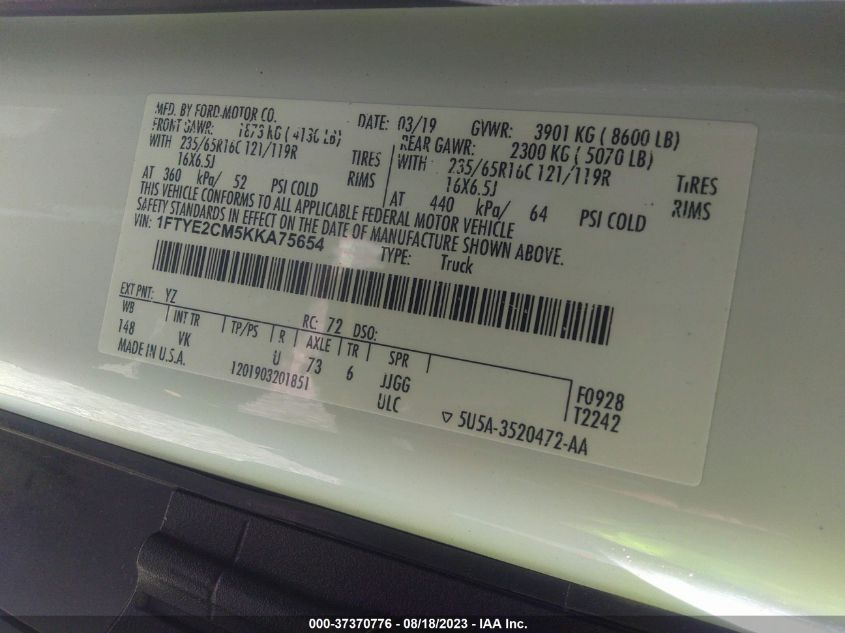 MFD. BY FORD MOTOR CO.
DATE: 03/19 GVWR: 3901 KG ( 8600 LB)
FRONT GAWR: 1873 KG ( 4130 LB)
REAR GAWR: 2300 KG ( 5070 LB)
WITH 235/65R16C 121/119R TIRES
WITH 235/65R16C 121/119R TIRES
16X6.5J RIMS
16X6.5J RIMS
AT 360 kPa/ 52 PSI COLD
AT 440 kPa/ 64 PSI COLD
THIS VEHICLE CONFORMS TO ALL APPLICABLE FEDERAL MOTOR VEHICLE
SAFETY STANDARDS IN EFFECT ON THE DATE OF MANUFACTURE SHOWN ABOVE.
VIN: 1FTYE2CM5KKA75654
TYPE: Truck
EXT PNT: YZ RC: 72 DSO:
WB INT TR TP/PS R AXLE TR SPR
148 VK U 73 6 JJGG
F0928
MADE IN U.S.A. 1201903201851 ULC
T2242
▽ 5U5A-3520472-AA
000-37370776 - 08/18/2023 - IAA Inc.